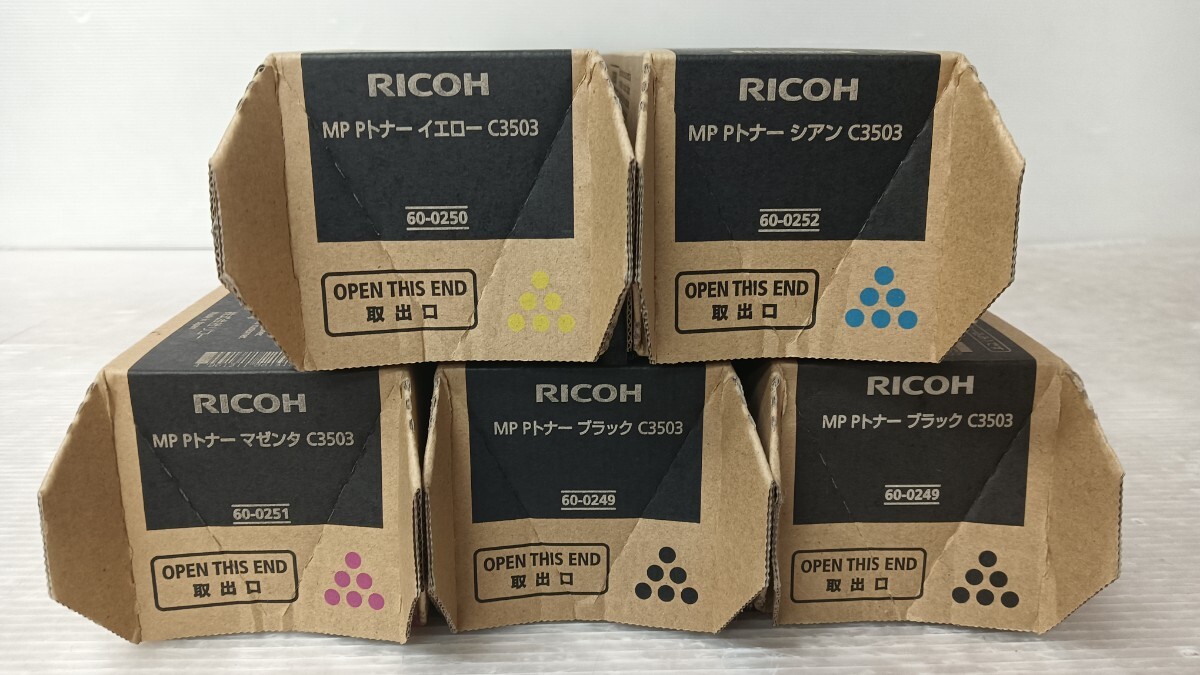 RICOH
MP Pトナー イエロー C3503
60-0250
OPEN THIS END
取出口
RICOH
MP Pトナー シアン C3503
60-0252
OPEN THIS END
取出口
RICOH
MP Pトナー マゼンタ C3503
60-0251
OPEN THIS END
取出口
RICOH
MP Pトナー ブラック C3503
60-0249
OPEN THIS END
取出口
RICOH
MP Pトナー ブラック C3503
60-0249
OPEN THIS END
取出口